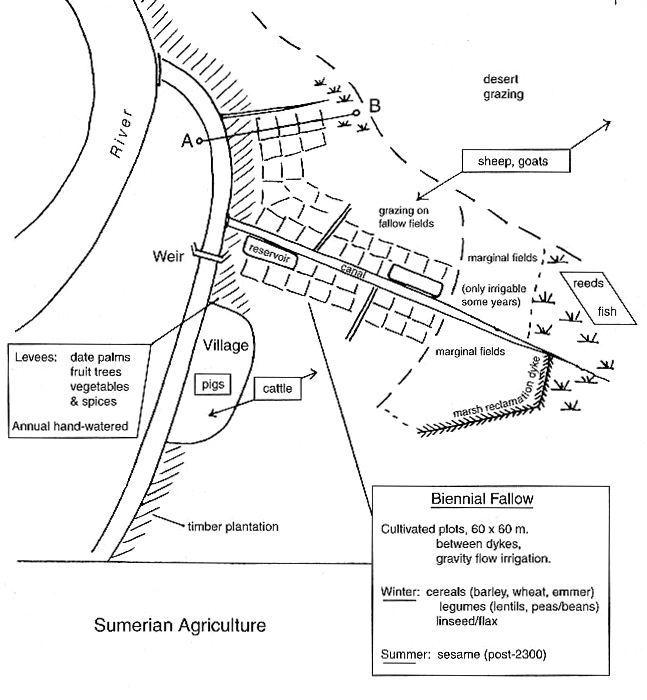 desert
grazing
River
A
B
sheep, goats
grazing on
fallow fields
marginal fields
Weir
reservoir
canal
(only irrigable
some years)
reeds
fish
Levees: date palms
fruit trees
vegetables
& spices
Annual hand-watered
Village
pigs
cattle
marginal fields
marsh reclamation dyke
timber plantation
Biennial Fallow
Cultivated plots, 60 x 60 m.
between dykes,
gravity flow irrigation.
Winter: cereals (barley, wheat, emmer)
legumes (lentils, peas/beans)
linseed/flax
Summer: sesame (post-2300)
Sumerian Agriculture